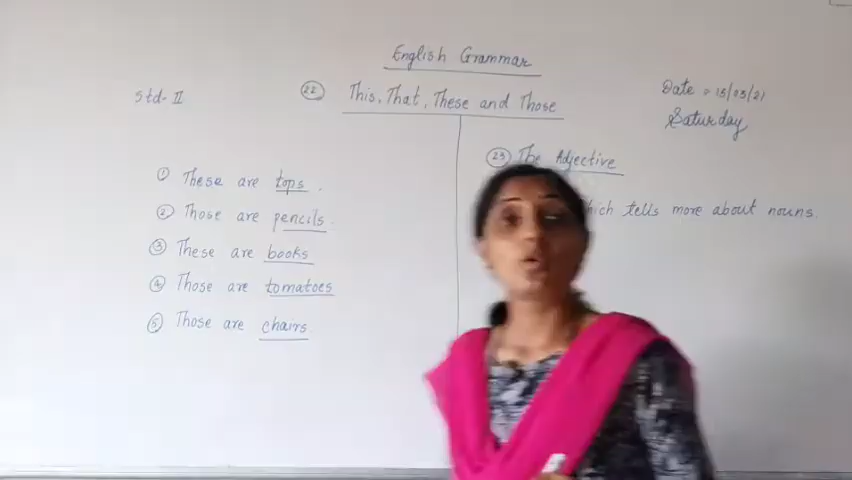 English Grammar
Std- II
22 This, That, These and Those
Date = 13/03/21
Saturday
1 These are tops.
2 Those are pencils.
3 These are books
4 Those are tomatoes
5 Those are chairs
23 The Adjective
which tells more about nouns.